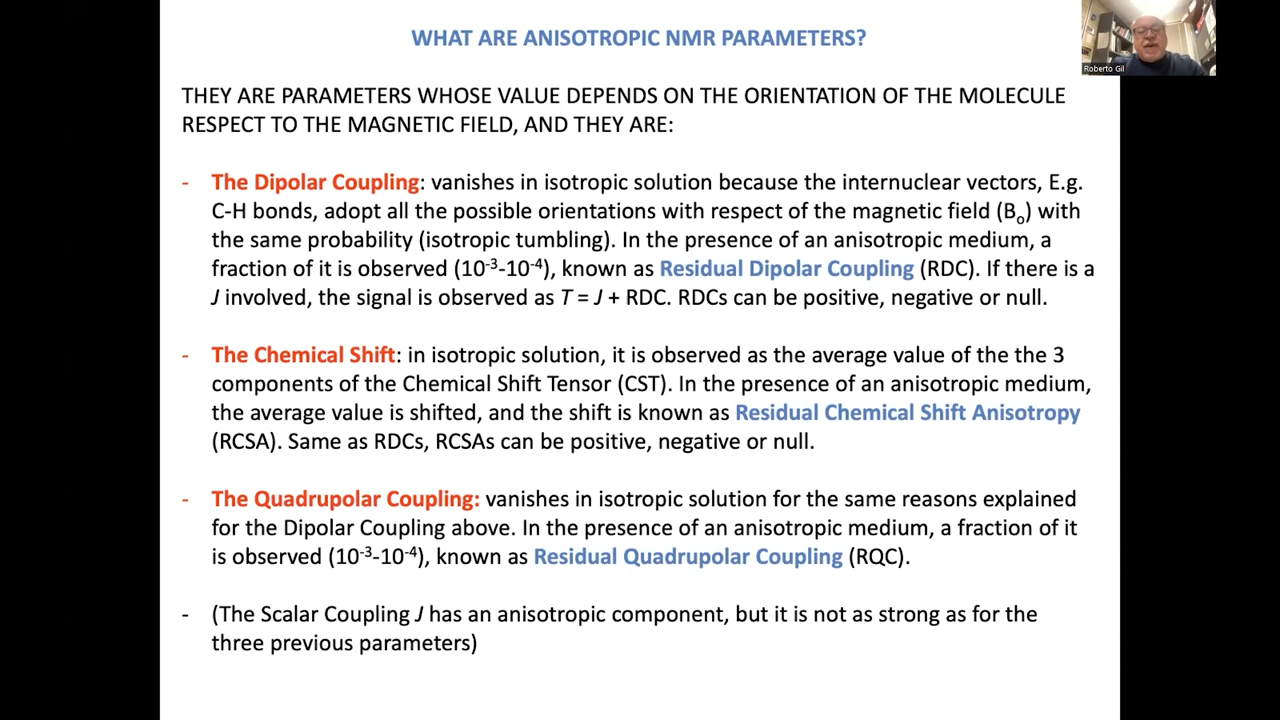 WHAT ARE ANISOTROPIC NMR PARAMETERS?
Roberto Gil
THEY ARE PARAMETERS WHOSE VALUE DEPENDS ON THE ORIENTATION OF THE MOLECULE
RESPECT TO THE MAGNETIC FIELD, AND THEY ARE:
- The Dipolar Coupling: vanishes in isotropic solution because the internuclear vectors, E.g.
C-H bonds, adopt all the possible orientations with respect of the magnetic field (Bₒ) with
the same probability (isotropic tumbling). In the presence of an anisotropic medium, a
fraction of it is observed (10⁻³-10⁻⁴), known as Residual Dipolar Coupling (RDC). If there is a
J involved, the signal is observed as T = J + RDC. RDCs can be positive, negative or null.
- The Chemical Shift: in isotropic solution, it is observed as the average value of the the 3
components of the Chemical Shift Tensor (CST). In the presence of an anisotropic medium,
the average value is shifted, and the shift is known as Residual Chemical Shift Anisotropy
(RCSA). Same as RDCs, RCSAs can be positive, negative or null.
- The Quadrupolar Coupling: vanishes in isotropic solution for the same reasons explained
for the Dipolar Coupling above. In the presence of an anisotropic medium, a fraction of it
is observed (10⁻³-10⁻⁴), known as Residual Quadrupolar Coupling (RQC).
- (The Scalar Coupling J has an anisotropic component, but it is not as strong as for the
three previous parameters)